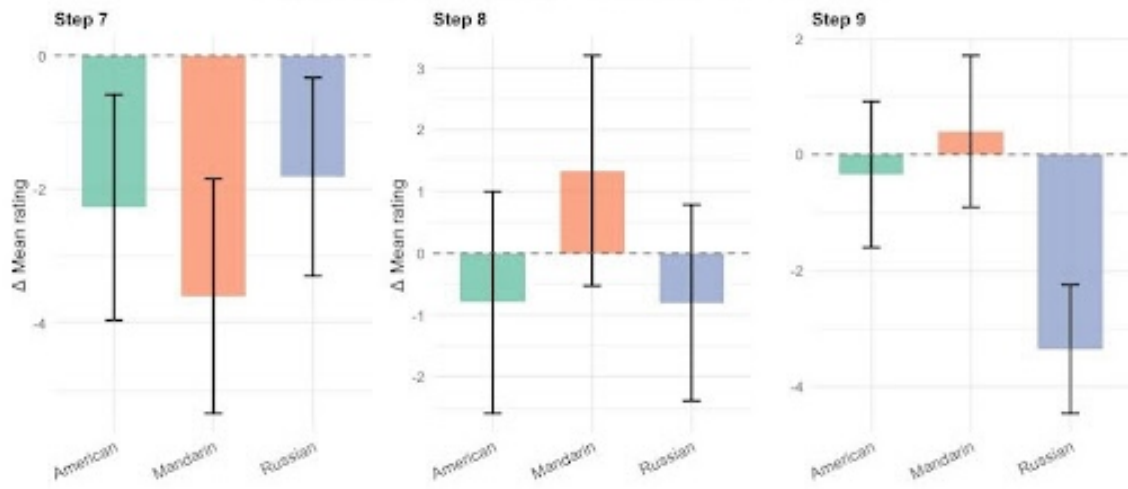 Step 7
Δ Mean rating
0
-2
-4
American
Mandarin
Russian
Step 8
Δ Mean rating
3
2
1
0
-1
-2
American
Mandarin
Russian
Step 9
2
0
-2
-4
American
Mandarin
Russian